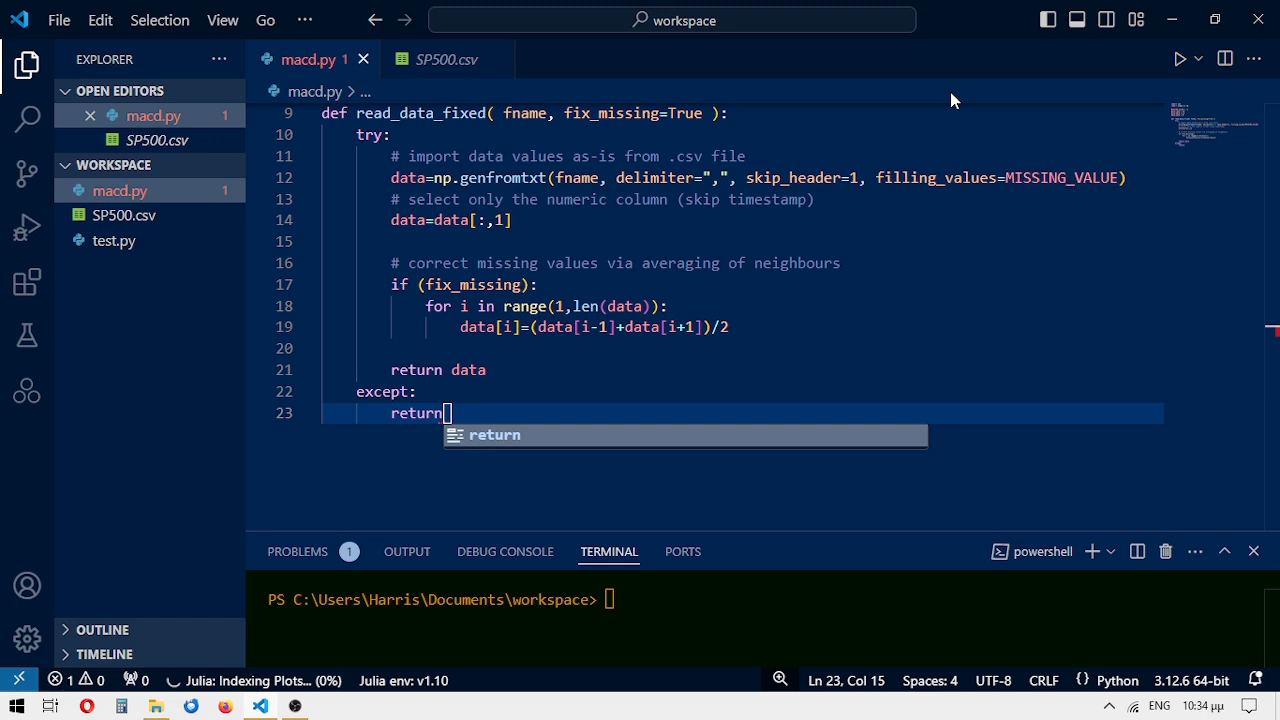 File Edit Selection View Go ··· workspace
EXPLORER ···
macd.py 1
SP500.csv
OPEN EDITORS
macd.py 1
SP500.csv
WORKSPACE
macd.py 1
SP500.csv
test.py
OUTLINE
TIMELINE
macd.py > ...
9 def read_data_fixed( fname, fix_missing=True ):
10 try:
11 # import data values as-is from .csv file
12 data=np.genfromtxt(fname, delimiter=",", skip_header=1, filling_values=MISSING_VALUE)
13 # select only the numeric column (skip timestamp)
14 data=data[:,1]
15
16 # correct missing values via averaging of neighbours
17 if (fix_missing):
18 for i in range(1,len(data)):
19 data[i]=(data[i-1]+data[i+1])/2
20
21 return data
22 except:
23 return
return
PROBLEMS 1 OUTPUT DEBUG CONSOLE TERMINAL PORTS powershell
PS C:\Users\Harris\Documents\workspace>
1 0 0 Julia: Indexing Plots... (0%) Julia env: v1.10 Ln 23, Col 15 Spaces: 4 UTF-8 CRLF {} Python 3.12.6 64-bit
ENG 10:34 μμ